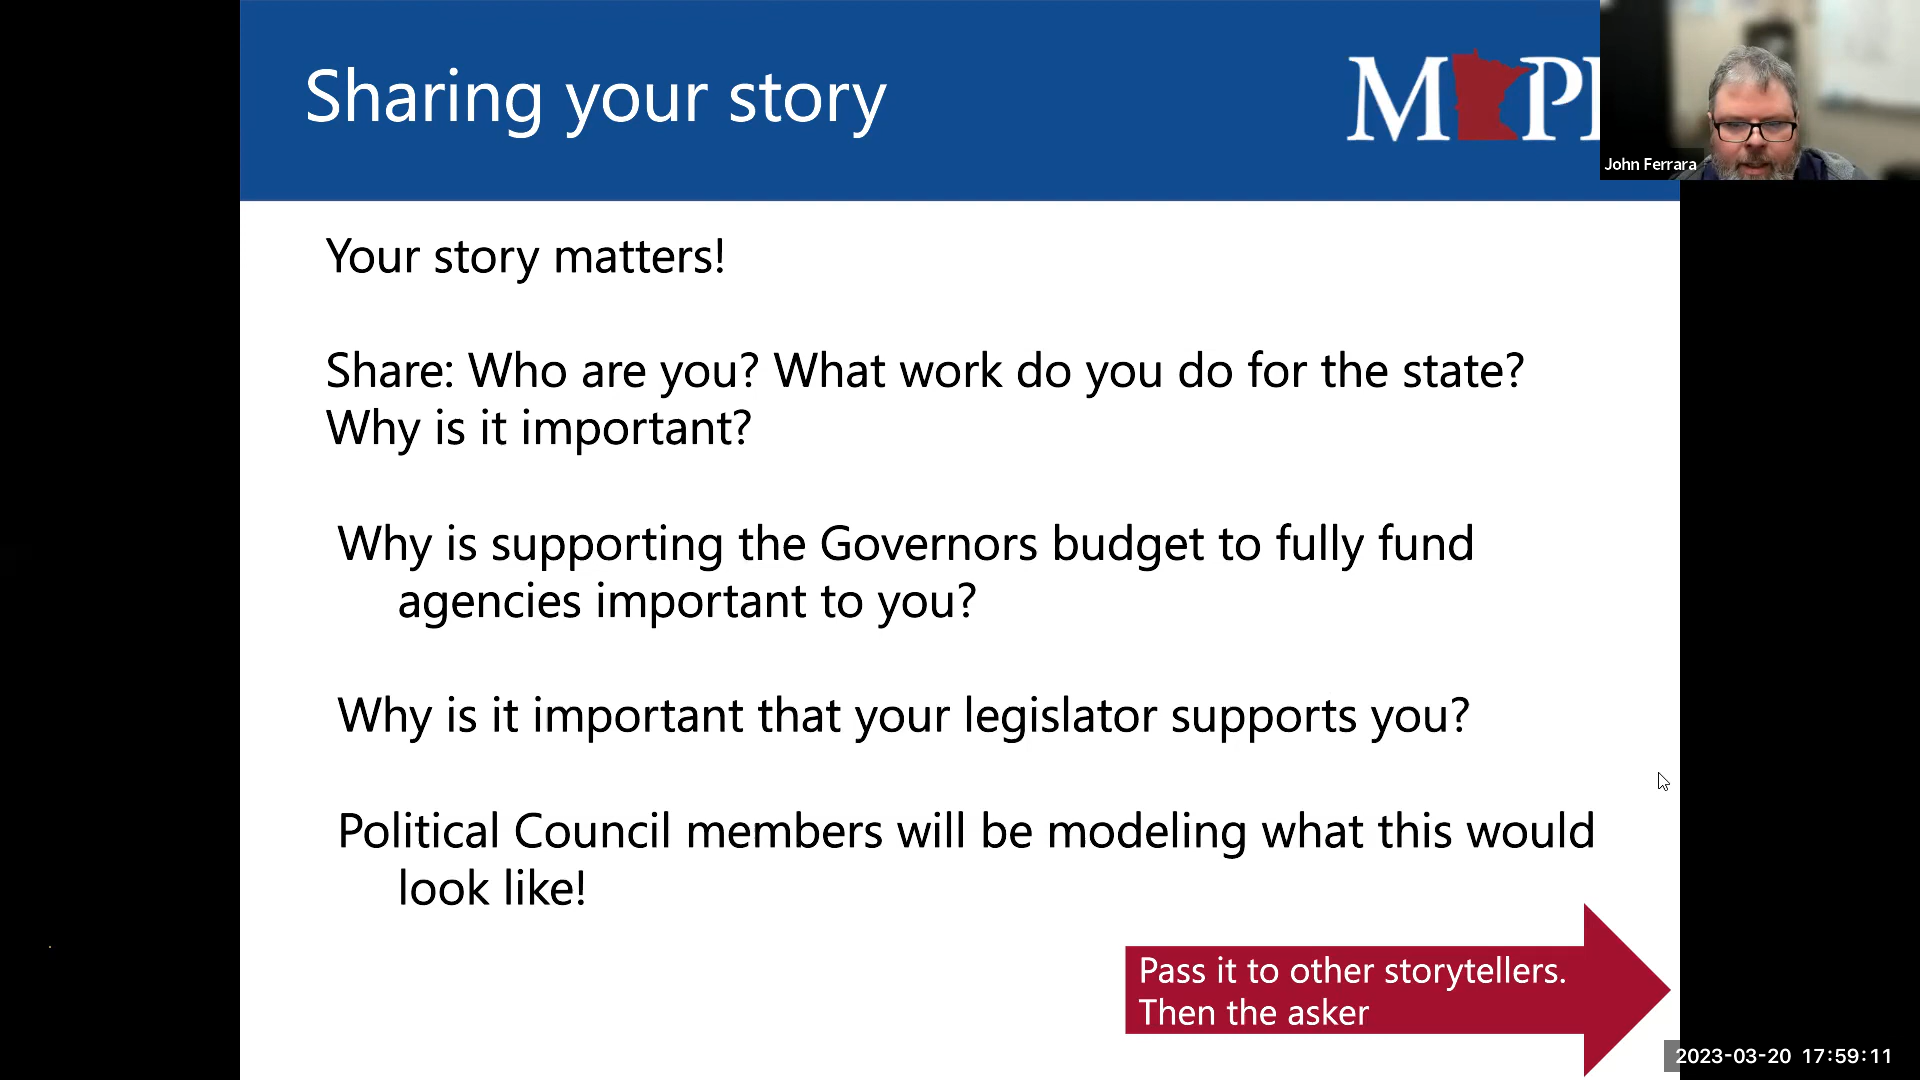 Sharing your story
M PE
John Ferrara
Your story matters!
Share: Who are you? What work do you do for the state?
Why is it important?
Why is supporting the Governors budget to fully fund
agencies important to you?
Why is it important that your legislator supports you?
Political Council members will be modeling what this would
look like!
Pass it to other storytellers.
Then the asker
2023-03-20 17:59:11